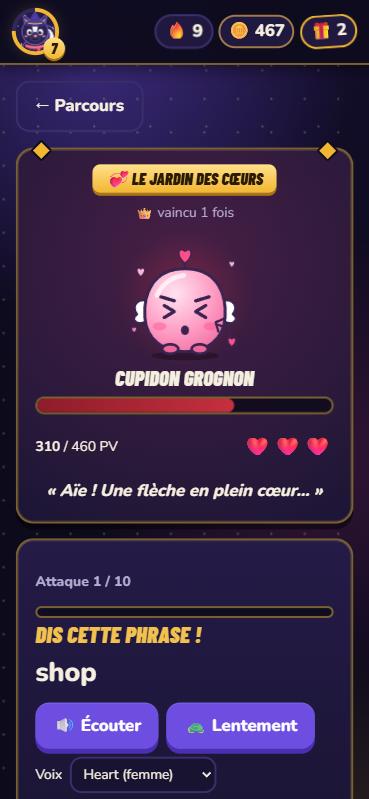 7
9
467
2
← Parcours
LE JARDIN DES CŒURS
vaincu 1 fois
CUPIDON GROGNON
310 / 460 PV
« Aïe ! Une flèche en plein cœur... »
Attaque 1 / 10
DIS CETTE PHRASE !
shop
Écouter
Lentement
Voix
Heart (femme)